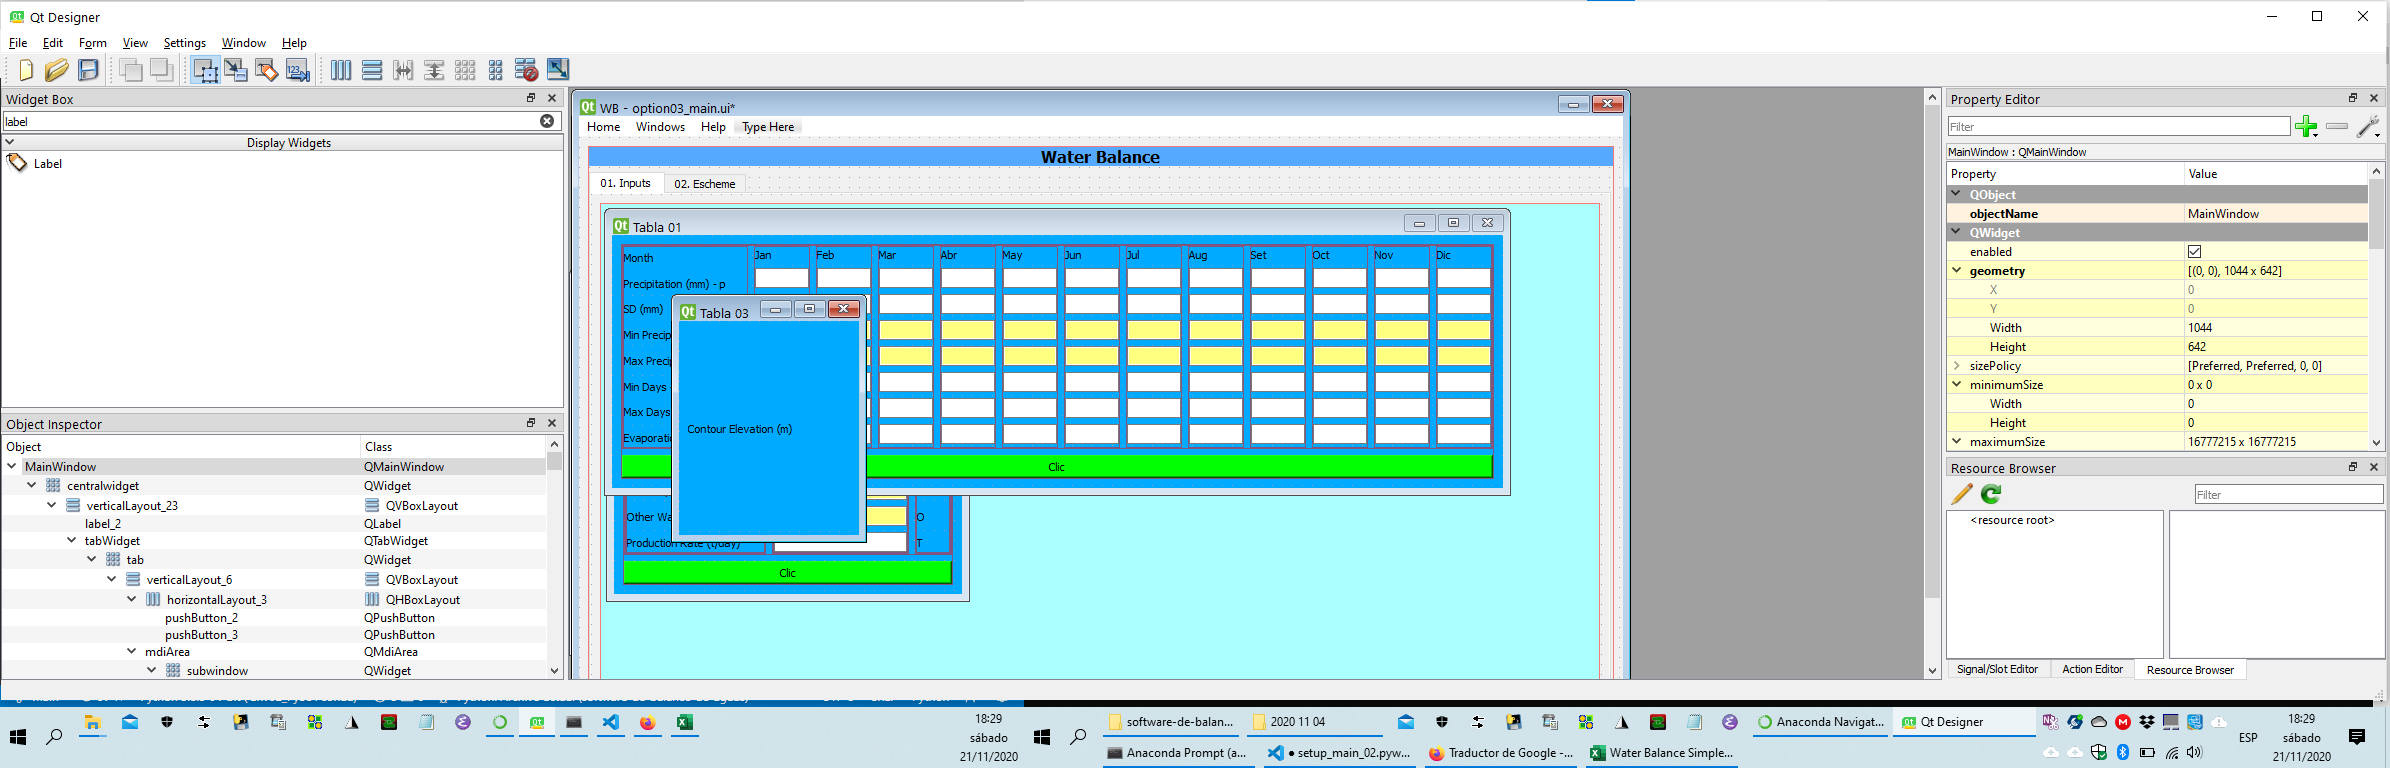 Qt Designer
File Edit Form View Settings Window Help
Widget Box
label
Display Widgets
Label
Object Inspector
Object Class
MainWindow QMainWindow
centralwidget QWidget
verticalLayout_23 QVBoxLayout
label_2 QLabel
tabWidget QTabWidget
tab QWidget
verticalLayout_6 QVBoxLayout
horizontalLayout_3 QHBoxLayout
pushButton_2 QPushButton
pushButton_3 QPushButton
mdiArea QMdiArea
subwindow QWidget
WB - option03_main.ui*
Home Windows Help Type Here
Water Balance
01. Inputs 02. Escheme
Tabla 01
Month Jan Feb Mar Abr May Jun Jul Aug Set Oct Nov Dic
Precipitation (mm) - p
SD (mm)
Min Precip
Max Precip
Min Days
Max Days
Evaporati
Clic
Tabla 03
Contour Elevation (m)
Other Wa O
Production Rate (t/day) T
Clic
Property Editor
Filter
MainWindow : QMainWindow
Property Value
QObject
objectName MainWindow
QWidget
enabled
geometry [(0, 0), 1044 x 642]
X 0
Y 0
Width 1044
Height 642
sizePolicy [Preferred, Preferred, 0, 0]
minimumSize 0 x 0
Width 0
Height 0
maximumSize 16777215 x 16777215
Resource Browser
Filter
<resource root>
Signal/Slot Editor Action Editor Resource Browser
18:29
sábado
21/11/2020
software-de-balan... 2020 11 04 Anaconda Navigat... Qt Designer
Anaconda Prompt (a... • setup_main_02.pyw... Traductor de Google -... Water Balance Simple...
ESP
18:29
sábado
21/11/2020